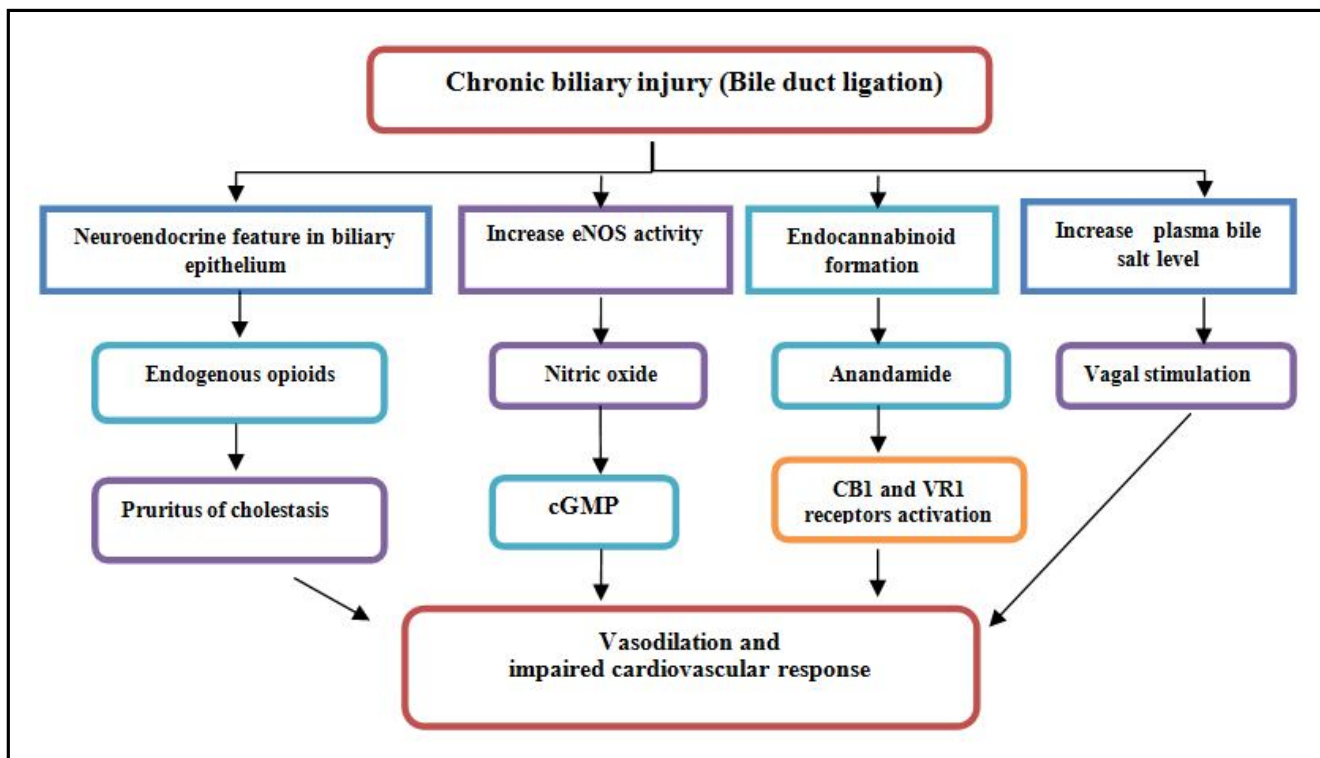 Chronic biliary injury (Bile duct ligation)
Neuroendocrine feature in biliary
epithelium
Increase eNOS activity
Endocannabinoid
formation
Increase plasma bile
salt level
Endogenous opioids
Nitric oxide
Anandamide
Vagal stimulation
Pruritus of cholestasis
cGMP
CB1 and VR1
receptors activation
Vasodilation and
impaired cardiovascular response